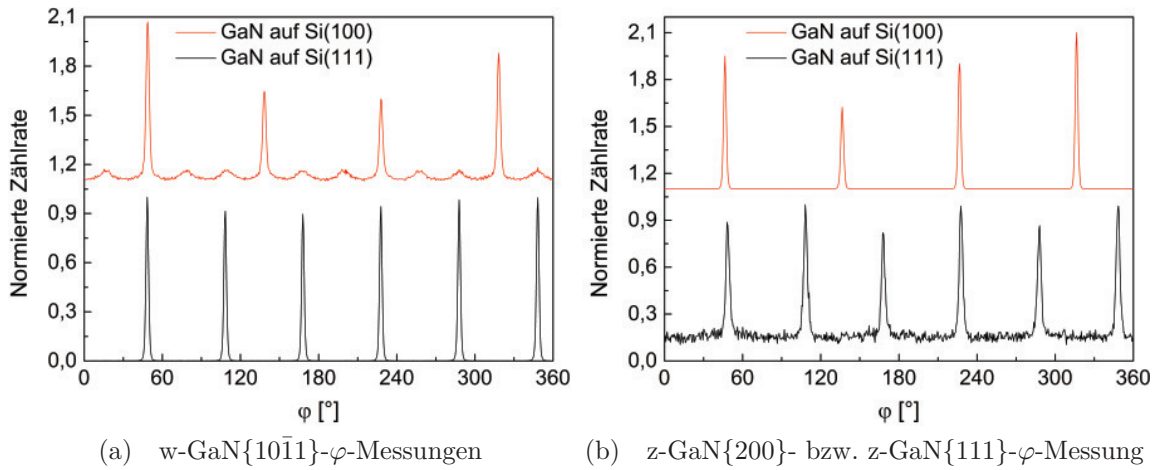 2,1
1,8
1,5
1,2
0,9
0,6
0,3
0,0
Normierte Zählrate
GaN auf Si(100)
GaN auf Si(111)
0 60 120 180 240 300 360
φ [°]
2,1
1,8
1,5
1,2
0,9
0,6
0,3
0,0
Normierte Zählrate
GaN auf Si(100)
GaN auf Si(111)
0 60 120 180 240 300 360
φ [°]
(a) w-GaN{101̄1}-φ-Messungen
(b) z-GaN{200}- bzw. z-GaN{111}-φ-Messung